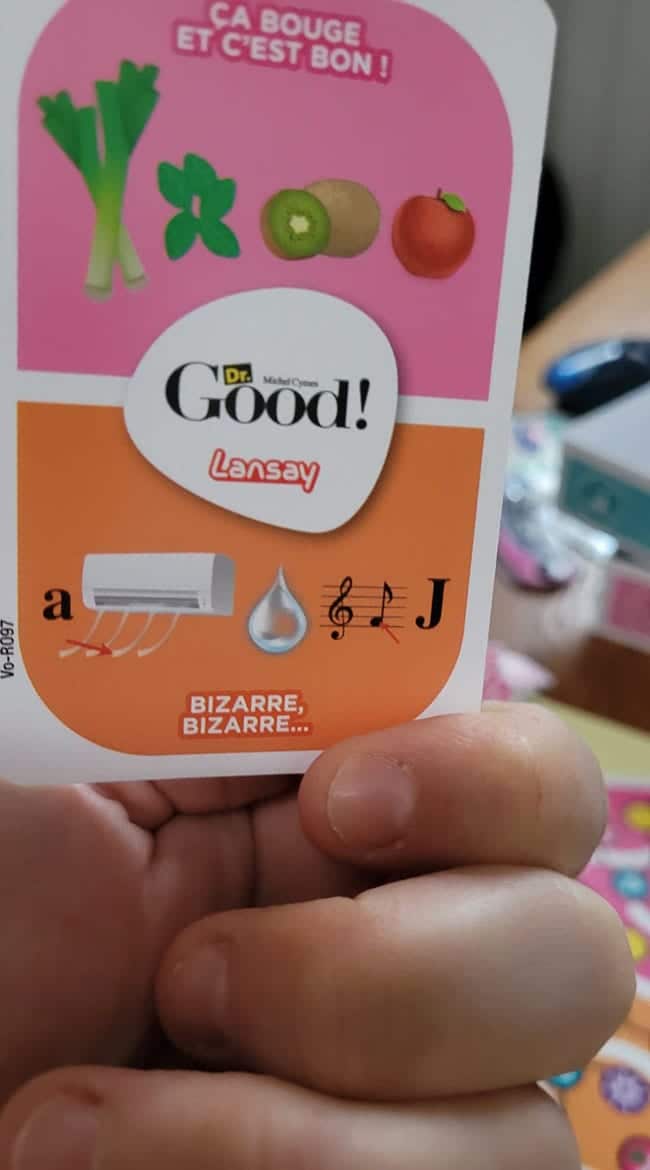 ÇA BOUGE
ET C'EST BON !
Dr. Michel Cymes
Good!
Lansay
a
J
BIZARRE,
BIZARRE...
Vo-R097